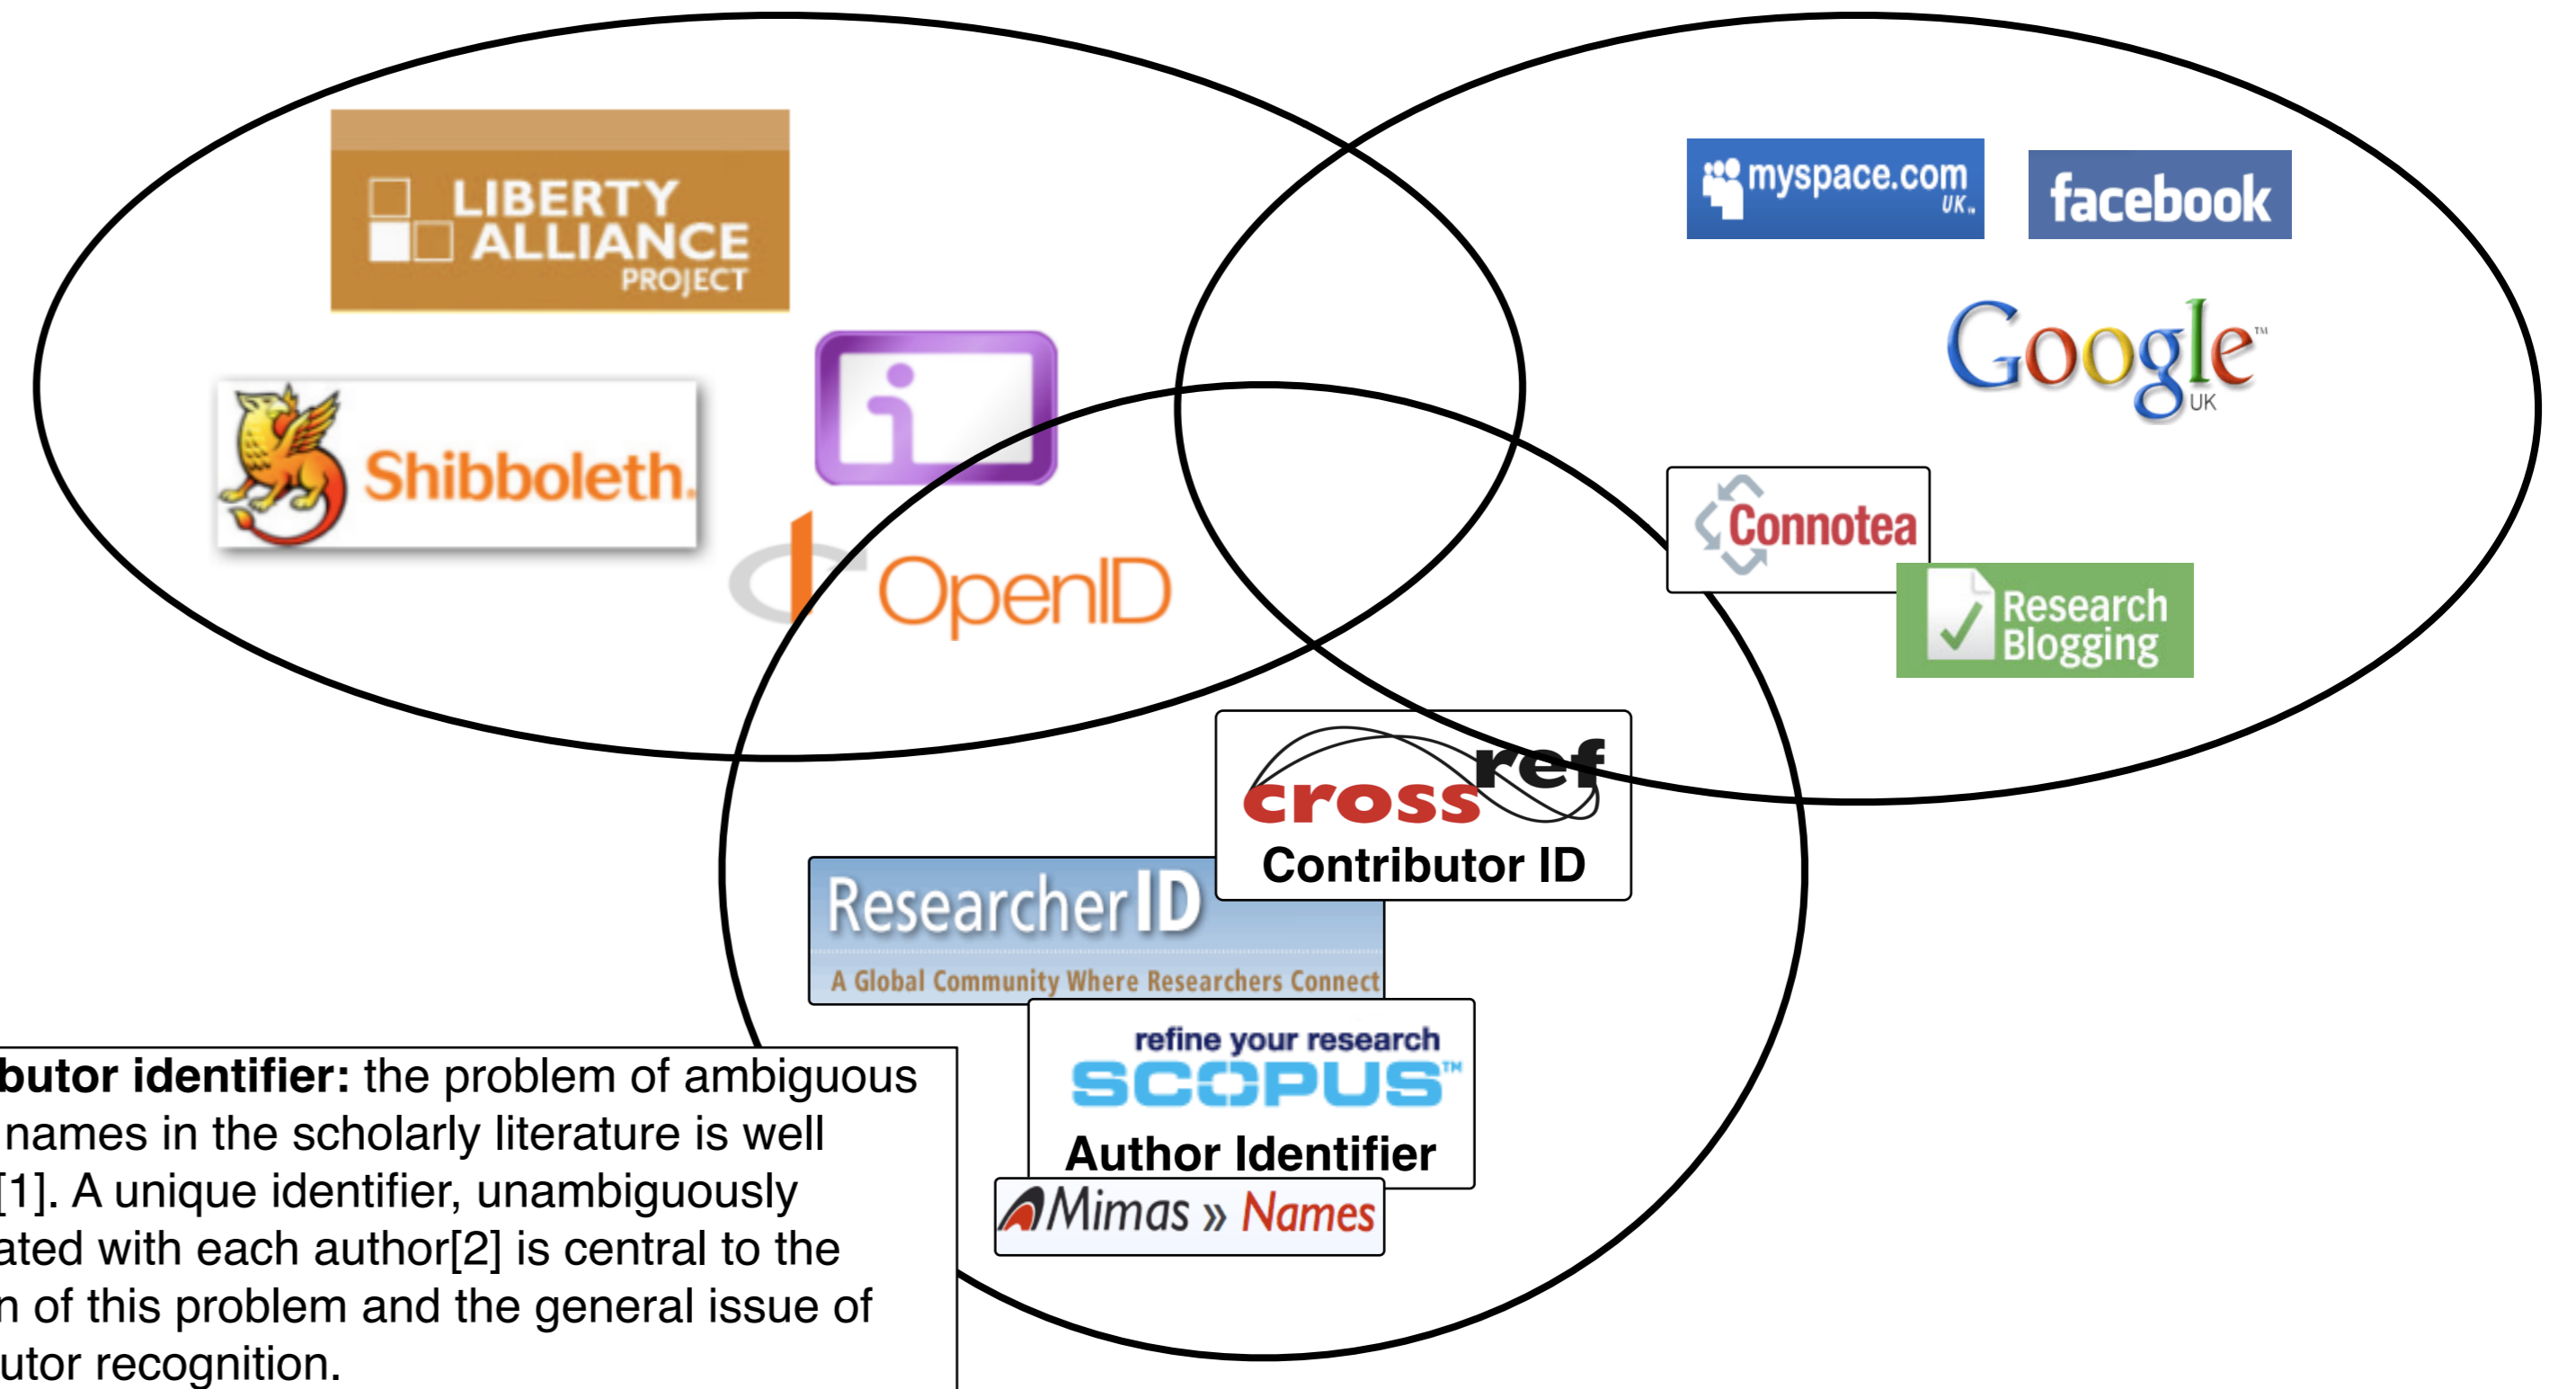 LIBERTY
ALLIANCE
PROJECT
myspace.com
UK
facebook
Google™
UK
i
Shibboleth.
OpenID
Connotea
Research
Blogging
cross
ref
Contributor ID
ResearcherID
A Global Community Where Researchers Connect
refine your research
SCOPUS™
Author Identifier
Mimas » Names
butor identifier: the problem of ambiguous
names in the scholarly literature is well
[1]. A unique identifier, unambiguously
ated with each author[2] is central to the
n of this problem and the general issue of
utor recognition.